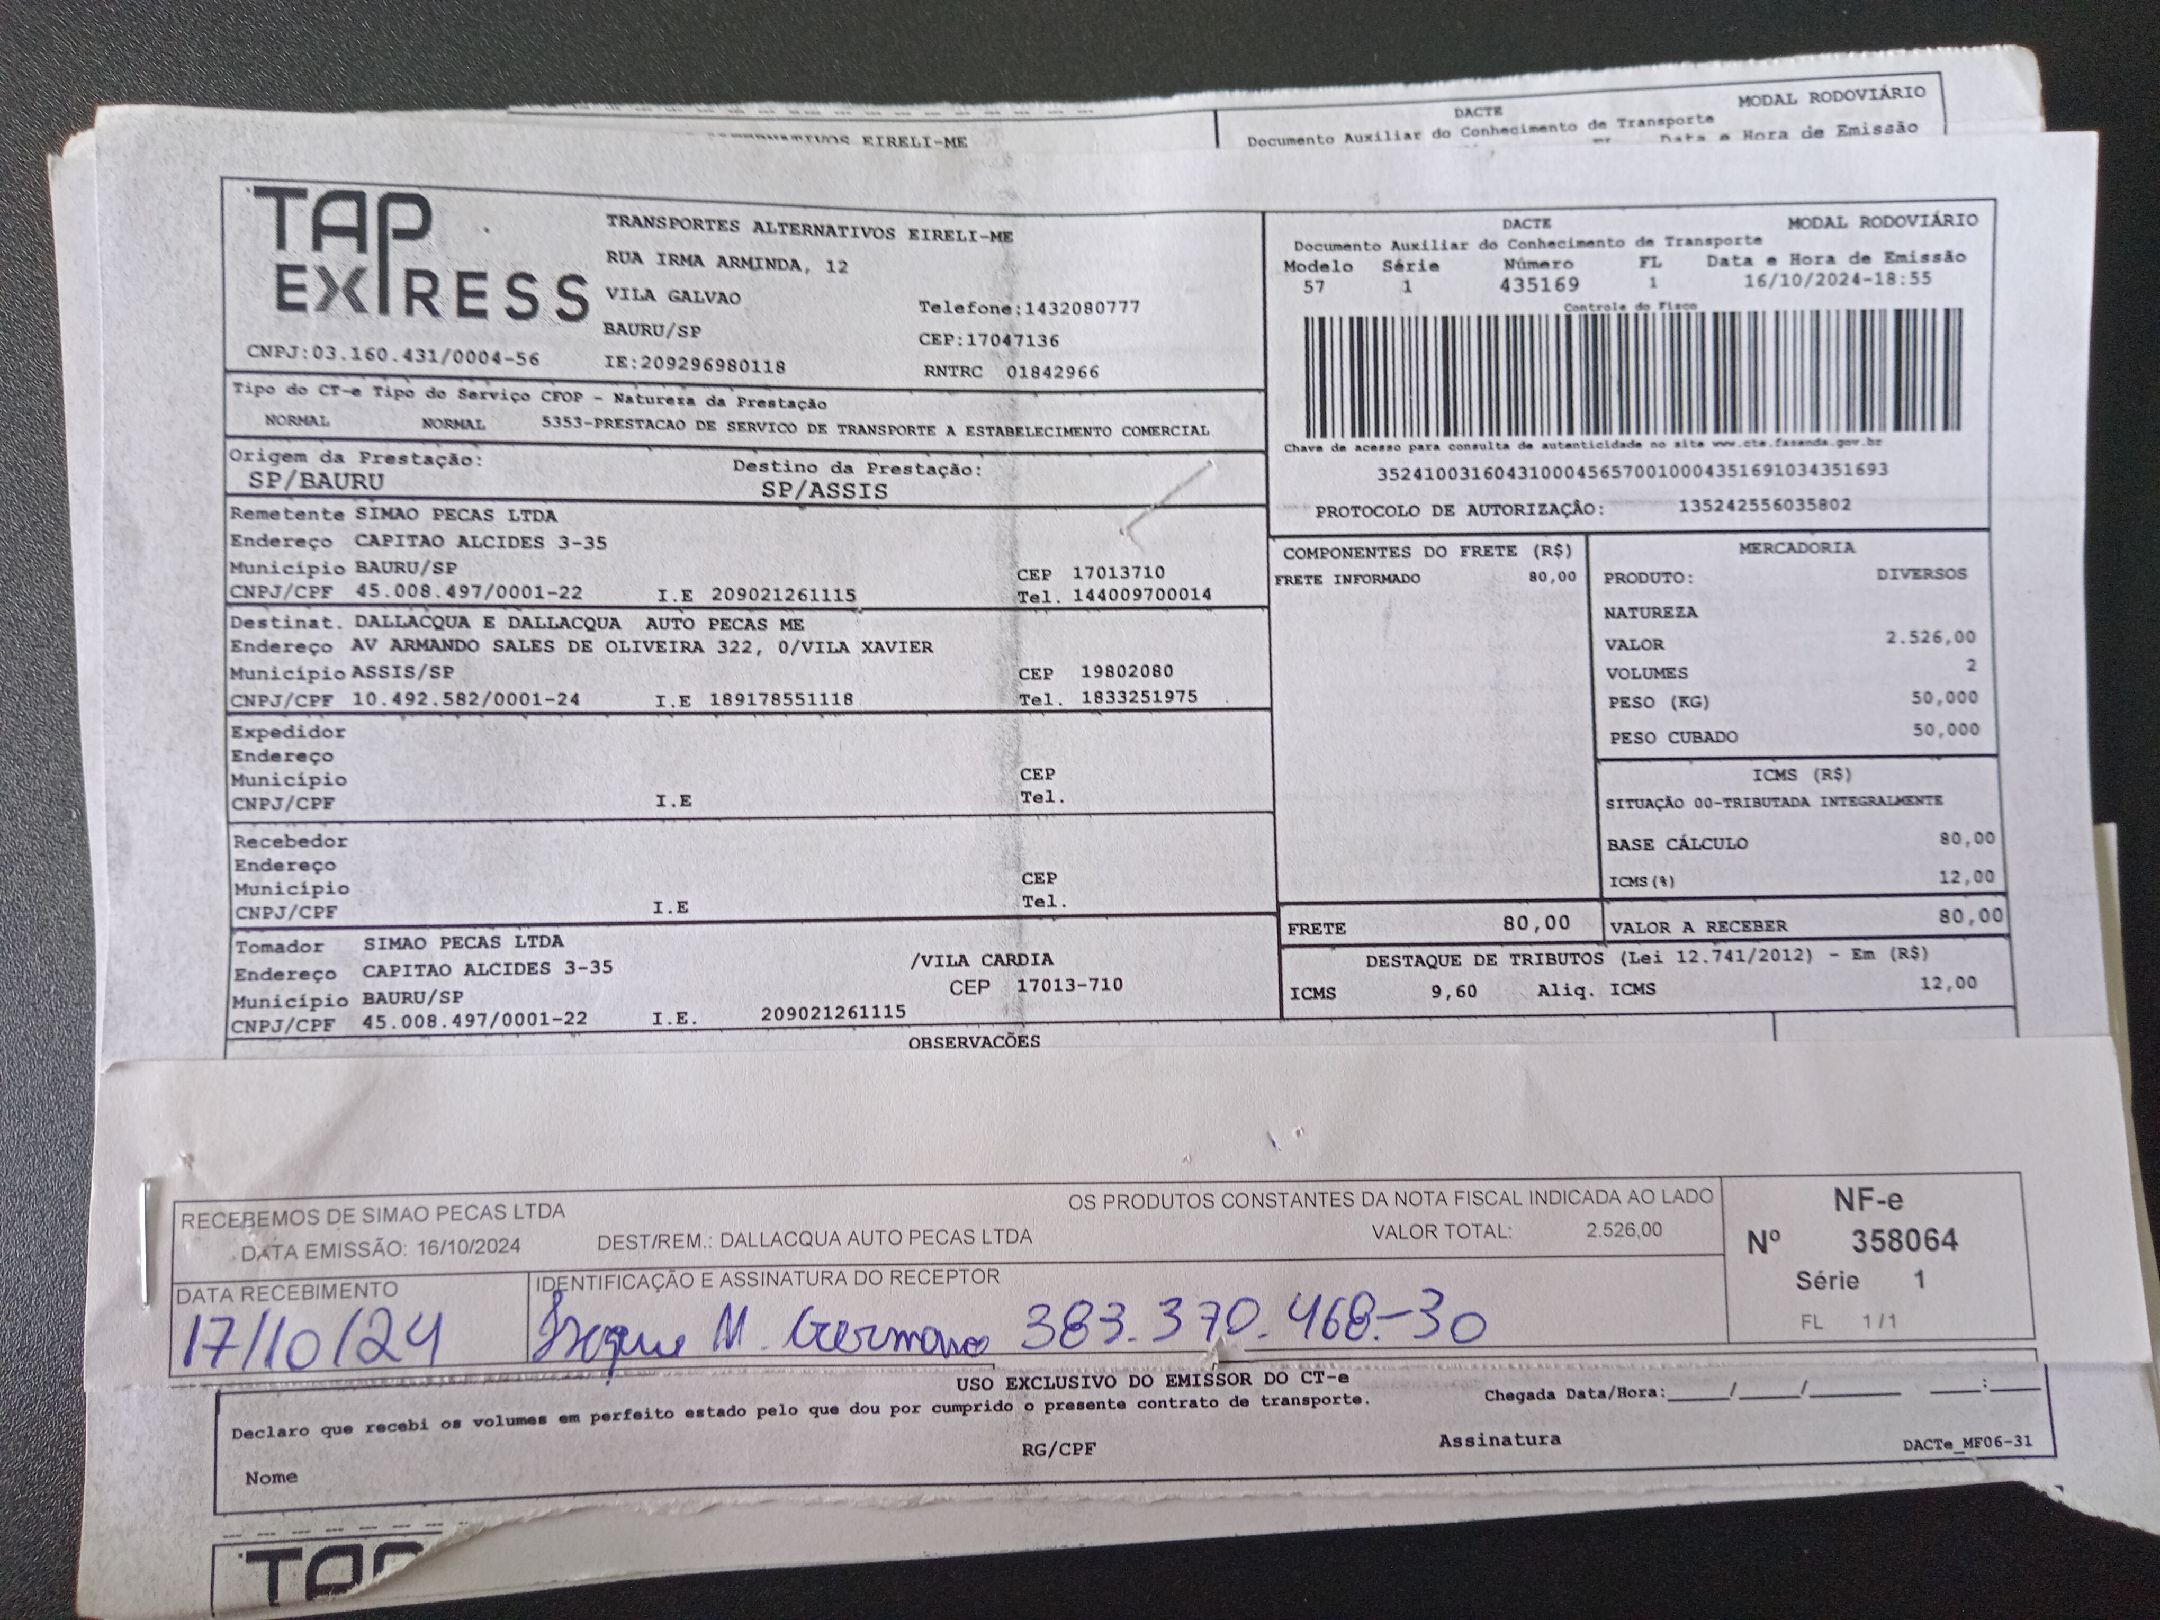 EIRELI-ME
DACTE
MODAL RODOVIÁRIO
Documento Auxiliar do Conhecimento de Transporte
Data e Hora de Emissão
TAP EXPRESS
CNPJ:03.160.431/0004-56
TRANSPORTES ALTERNATIVOS EIRELI-ME
RUA IRMA ARMINDA, 12
VILA GALVAO
Telefone:1432080777
BAURU/SP
CEP:17047136
IE:209296980118
RNTRC 01842966
DACTE
MODAL RODOVIÁRIO
Documento Auxiliar do Conhecimento de Transporte
Modelo Série Número FL Data e Hora de Emissão
57 1 435169 1 16/10/2024-18:55
Controle do Fisco
Chave de acesso para consulta de autenticidade no site www.cte.fazenda.gov.br
35241003160431000456570010004351691034351693
PROTOCOLO DE AUTORIZAÇÂO: 135242556035802
Tipo do CT-e Tipo do Serviço CFOP - Natureza da Prestação
NORMAL NORMAL 5353-PRESTACAO DE SERVICO DE TRANSPORTE A ESTABELECIMENTO COMERCIAL
Origem da Prestação: Destino da Prestação:
SP/BAURU SP/ASSIS
Remetente SIMAO PECAS LTDA
Endereço CAPITAO ALCIDES 3-35
Município BAURU/SP CEP 17013710
CNPJ/CPF 45.008.497/0001-22 I.E 209021261115 Tel. 144009700014
Destinat. DALLACQUA E DALLACQUA AUTO PECAS ME
Endereço AV ARMANDO SALES DE OLIVEIRA 322, 0/VILA XAVIER
Município ASSIS/SP CEP 19802080
CNPJ/CPF 10.492.582/0001-24 I.E 189178551118 Tel. 1833251975
Expedidor
Endereço
Município CEP
CNPJ/CPF I.E Tel.
Recebedor
Endereço
Município CEP
CNPJ/CPF I.E Tel.
Tomador SIMAO PECAS LTDA
Endereço CAPITAO ALCIDES 3-35 /VILA CARDIA
Município BAURU/SP CEP 17013-710
CNPJ/CPF 45.008.497/0001-22 I.E. 209021261115
COMPONENTES DO FRETE (R$)
FRETE INFORMADO 80,00
MERCADORIA
PRODUTO: DIVERSOS
NATUREZA
VALOR 2.526,00
VOLUMES 2
PESO (KG) 50,000
PESO CUBADO 50,000
ICMS (R$)
SITUAÇÃO 00-TRIBUTADA INTEGRALMENTE
BASE CÁLCULO 80,00
ICMS(%) 12,00
FRETE 80,00 VALOR A RECEBER 80,00
DESTAQUE DE TRIBUTOS (Lei 12.741/2012) - Em (R$)
ICMS 9,60 Aliq. ICMS 12,00
OBSERVACÕES
RECEBEMOS DE SIMAO PECAS LTDA OS PRODUTOS CONSTANTES DA NOTA FISCAL INDICADA AO LADO
DATA EMISSÃO: 16/10/2024 DEST/REM.: DALLACQUA AUTO PECAS LTDA VALOR TOTAL: 2.526,00
DATA RECEBIMENTO IDENTIFICAÇÃO E ASSINATURA DO RECEPTOR
17/10/24 M. Germano 383.370.468-30
NF-e
Nº 358064
Série 1
FL 1/1
USO EXCLUSIVO DO EMISSOR DO CT-e
Declaro que recebi os volumes em perfeito estado pelo que dou por cumprido o presente contrato de transporte.
Chegada Data/Hora:____/____/______ ____:____
Nome RG/CPF Assinatura DACTe_MF06-31
TAP